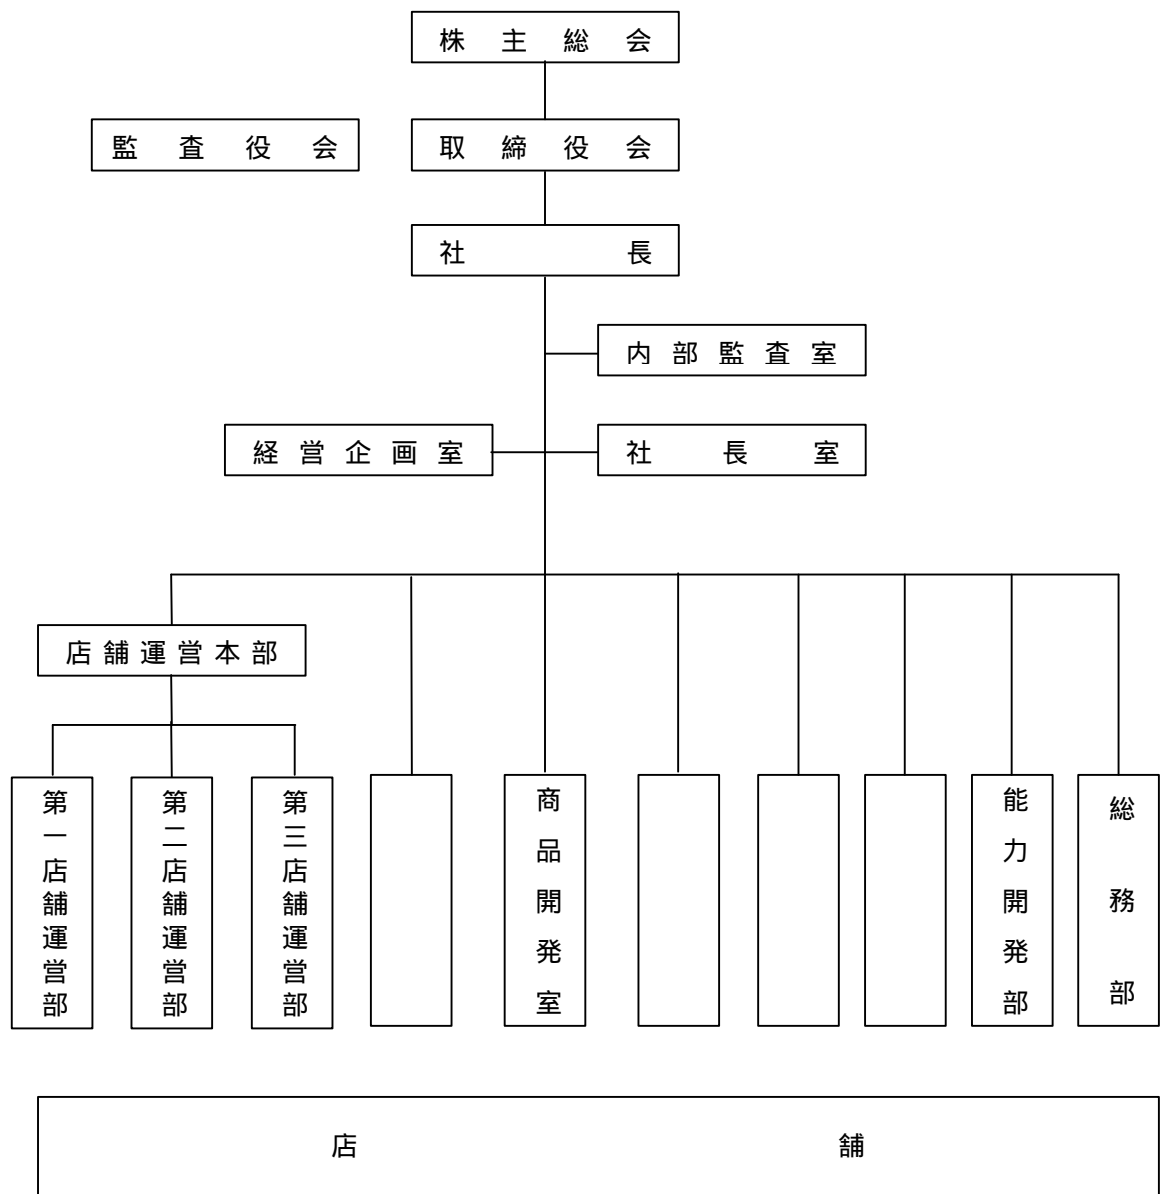 株主総会
監査役会
取締役会
社長
内部監査室
経営企画室
社長室
店舗運営本部
第一店舗運営部
第二店舗運営部
第三店舗運営部
商品開発室
能力開発部
総務部
店舗